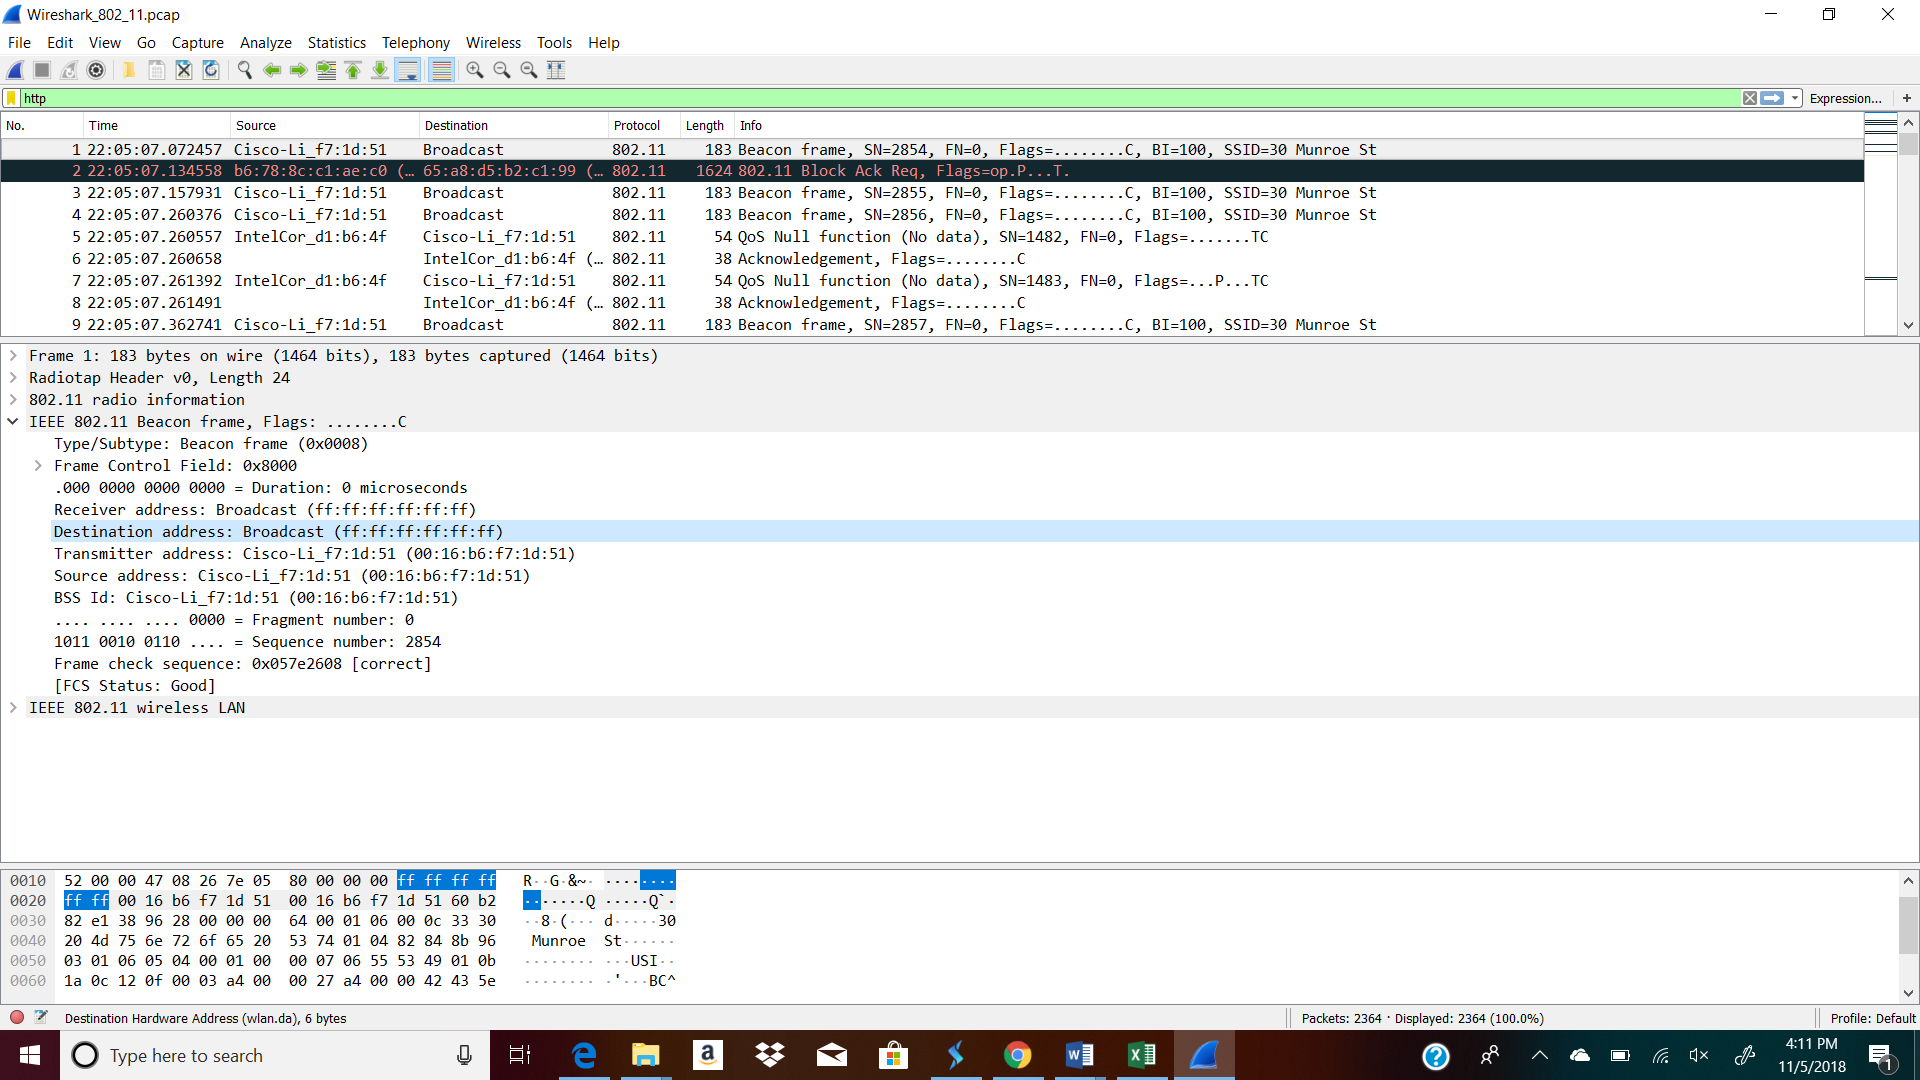 Wireshark_802_11.pcap
File Edit View Go Capture Analyze Statistics Telephony Wireless Tools Help
http Expression... +
No. Time Source Destination Protocol Length Info
1 22:05:07.072457 Cisco-Li_f7:1d:51 Broadcast 802.11 183 Beacon frame, SN=2854, FN=0, Flags=........C, BI=100, SSID=30 Munroe St
2 22:05:07.134558 b6:78:8c:c1:ae:c0 (… 65:a8:d5:b2:c1:99 (… 802.11 1624 802.11 Block Ack Req, Flags=op.P...T.
3 22:05:07.157931 Cisco-Li_f7:1d:51 Broadcast 802.11 183 Beacon frame, SN=2855, FN=0, Flags=........C, BI=100, SSID=30 Munroe St
4 22:05:07.260376 Cisco-Li_f7:1d:51 Broadcast 802.11 183 Beacon frame, SN=2856, FN=0, Flags=........C, BI=100, SSID=30 Munroe St
5 22:05:07.260557 IntelCor_d1:b6:4f Cisco-Li_f7:1d:51 802.11 54 QoS Null function (No data), SN=1482, FN=0, Flags=.......TC
6 22:05:07.260658 IntelCor_d1:b6:4f (… 802.11 38 Acknowledgement, Flags=........C
7 22:05:07.261392 IntelCor_d1:b6:4f Cisco-Li_f7:1d:51 802.11 54 QoS Null function (No data), SN=1483, FN=0, Flags=...P...TC
8 22:05:07.261491 IntelCor_d1:b6:4f (… 802.11 38 Acknowledgement, Flags=........C
9 22:05:07.362741 Cisco-Li_f7:1d:51 Broadcast 802.11 183 Beacon frame, SN=2857, FN=0, Flags=........C, BI=100, SSID=30 Munroe St
Frame 1: 183 bytes on wire (1464 bits), 183 bytes captured (1464 bits)
Radiotap Header v0, Length 24
802.11 radio information
IEEE 802.11 Beacon frame, Flags: ........C
Type/Subtype: Beacon frame (0x0008)
Frame Control Field: 0x8000
.000 0000 0000 0000 = Duration: 0 microseconds
Receiver address: Broadcast (ff:ff:ff:ff:ff:ff)
Destination address: Broadcast (ff:ff:ff:ff:ff:ff)
Transmitter address: Cisco-Li_f7:1d:51 (00:16:b6:f7:1d:51)
Source address: Cisco-Li_f7:1d:51 (00:16:b6:f7:1d:51)
BSS Id: Cisco-Li_f7:1d:51 (00:16:b6:f7:1d:51)
.... .... .... 0000 = Fragment number: 0
1011 0010 0110 .... = Sequence number: 2854
Frame check sequence: 0x057e2608 [correct]
[FCS Status: Good]
IEEE 802.11 wireless LAN
0010 52 00 00 47 08 26 7e 05 80 00 00 00 ff ff ff ff R··G·&~· ········
0020 ff ff 00 16 b6 f7 1d 51 00 16 b6 f7 1d 51 60 b2 ·······Q ·····Q`·
0030 82 e1 38 96 28 00 00 00 64 00 01 06 00 0c 33 30 ··8·(··· d·····30
0040 20 4d 75 6e 72 6f 65 20 53 74 01 04 82 84 8b 96 Munroe St······
0050 03 01 06 05 04 00 01 00 00 07 06 55 53 49 01 0b ········ ···USI··
0060 1a 0c 12 0f 00 03 a4 00 00 27 a4 00 00 42 43 5e ········ ·'···BC^
Destination Hardware Address (wlan.da), 6 bytes Packets: 2364 · Displayed: 2364 (100.0%) Profile: Default
Type here to search
4:11 PM
11/5/2018
1